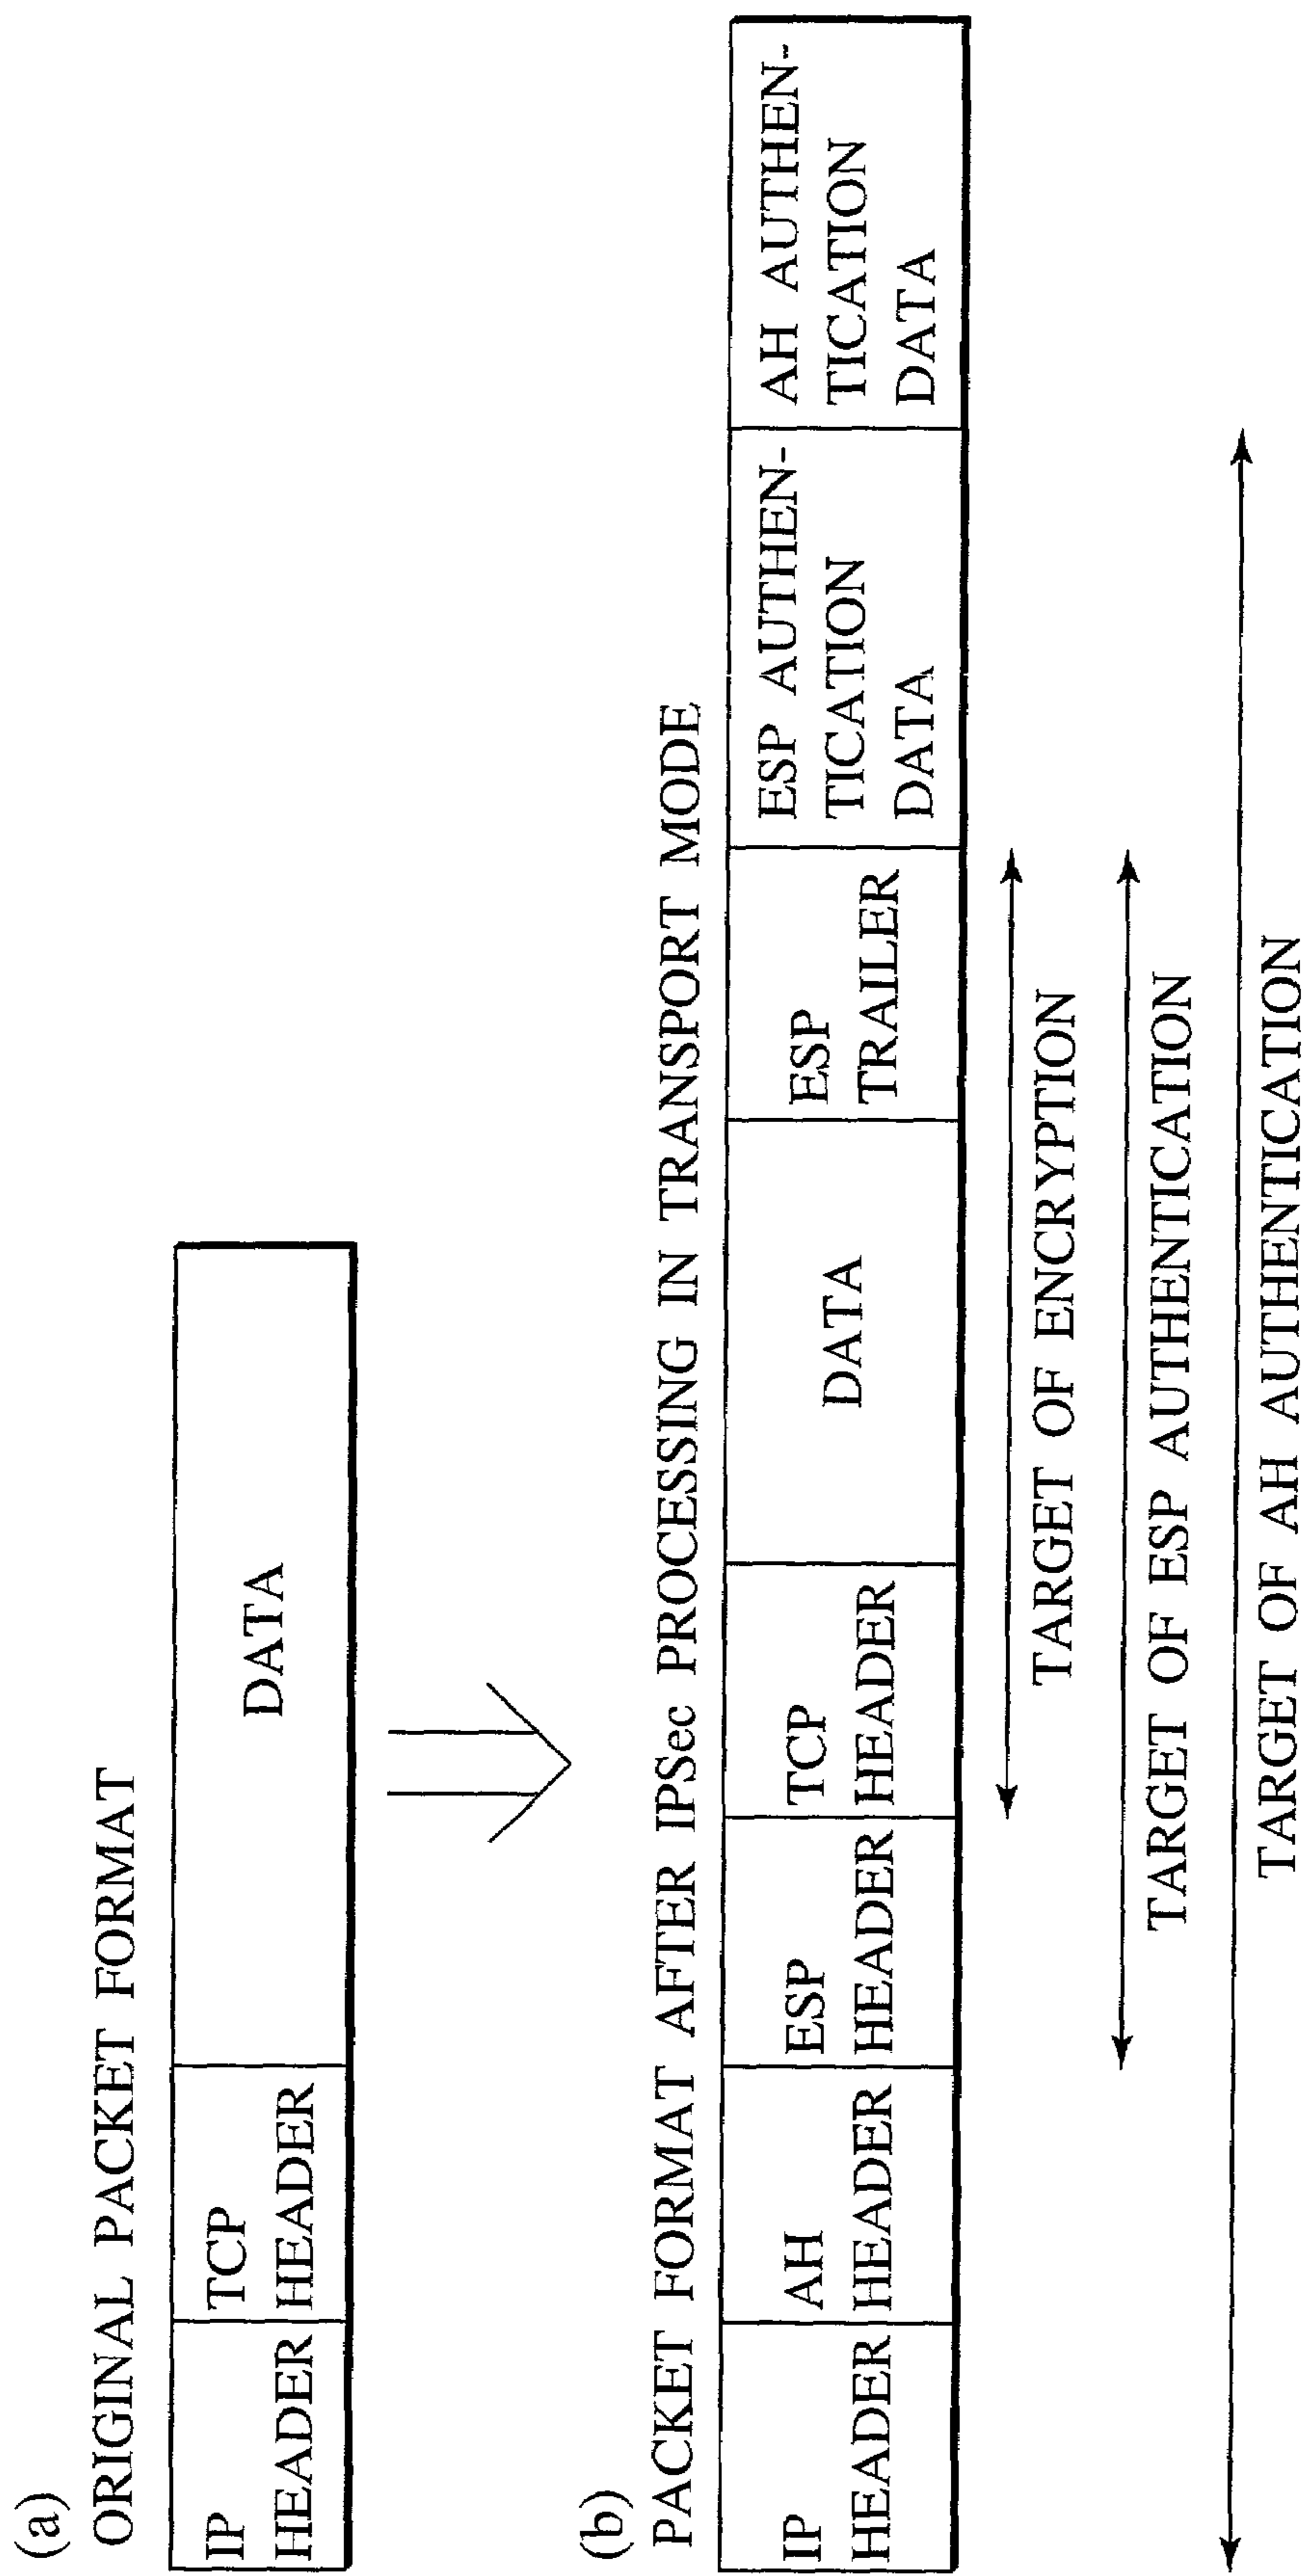 (a)
ORIGINAL PACKET FORMAT
IP
HEADER
TCP
HEADER
DATA
(b)
PACKET FORMAT AFTER IPSec PROCESSING IN TRANSPORT MODE
IP
HEADER
AH
HEADER
ESP
HEADER
TCP
HEADER
DATA
ESP
TRAILER
ESP AUTHEN-
TICATION
DATA
AH AUTHEN-
TICATION
DATA
TARGET OF ENCRYPTION
TARGET OF ESP AUTHENTICATION
TARGET OF AH AUTHENTICATION